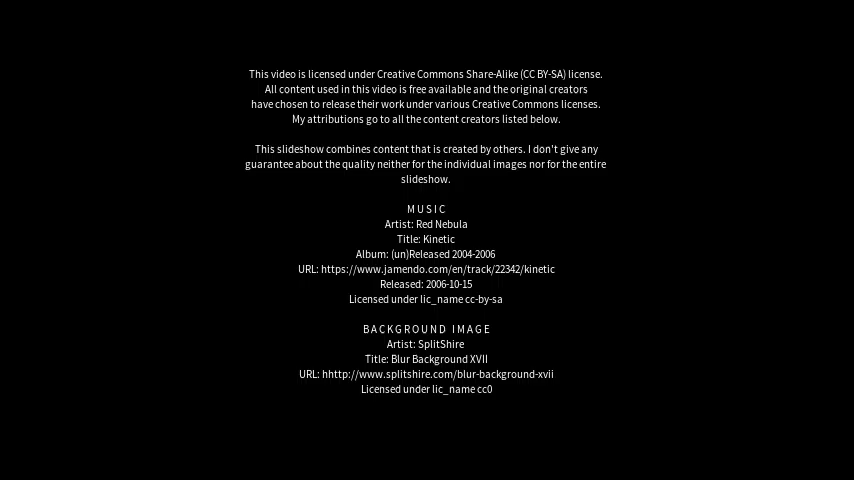 This video is licensed under Creative Commons Share-Alike (CC BY-SA) license.
All content used in this video is free available and the original creators
have chosen to release their work under various Creative Commons licenses.
My attributions go to all the content creators listed below.
This slideshow combines content that is created by others. I don't give any
guarantee about the quality neither for the individual images nor for the entire
slideshow.
MUSIC
Artist: Red Nebula
Title: Kinetic
Album: (un)Released 2004-2006
URL: https://www.jamendo.com/en/track/22342/kinetic
Released: 2006-10-15
Licensed under lic_name cc-by-sa
BACKGROUND IMAGE
Artist: SplitShire
Title: Blur Background XVII
URL: hhttp://www.splitshire.com/blur-background-xvii
Licensed under lic_name cc0